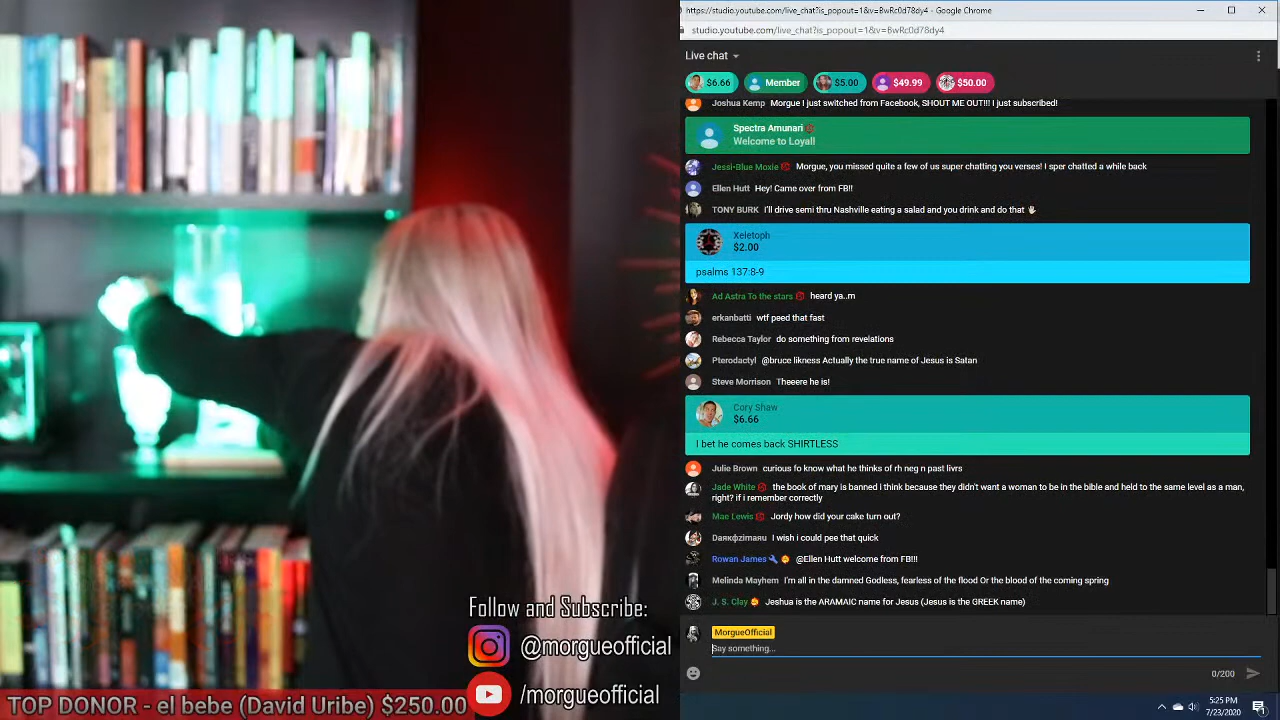 https://studio.youtube.com/live_chat?is_popout=1&v=BwRc0d78dy4 - Google Chrome
studio.youtube.com/live_chat?is_popout=1&v=BwRc0d78dy4
Live chat
$6.66 Member $5.00 $49.99 $50.00
Joshua Kemp Morgue I just switched from Facebook, SHOUT ME OUT!!! I just subscribed!
Spectra Amunari
Welcome to Loyal!
Jessi-Blue Moxie Morgue, you missed quite a few of us super chatting you verses! I sper chatted a while back
Ellen Hutt Hey! Came over from FB!!
TONY BURK I'll drive semi thru Nashville eating a salad and you drink and do that
Xeletoph
$2.00
psalms 137:8-9
Ad Astra To the stars heard ya..m
erkanbatti wtf peed that fast
Rebecca Taylor do something from revelations
Pterodactyl @bruce likness Actually the true name of Jesus is Satan
Steve Morrison Theeere he is!
Cory Shaw
$6.66
I bet he comes back SHIRTLESS
Julie Brown curious fo know what he thinks of rh neg n past livrs
Jade White the book of mary is banned i think because they didn't want a woman to be in the bible and held to the same level as a man,
right? if i remember correctly
Mae Lewis Jordy how did your cake turn out?
Daяkфzimaяu I wish i could pee that quick
Rowan James @Ellen Hutt welcome from FB!!!
Melinda Mayhem I'm all in the damned Godless, fearless of the flood Or the blood of the coming spring
J. S. Clay Jeshua is the ARAMAIC name for Jesus (Jesus is the GREEK name)
MorgueOfficial
Say something...
0/200
5:25 PM
7/23/2020
Follow and Subscribe:
@morgueofficial
/morgueofficial
TOP DONOR - el bebe (David Uribe) $250.00